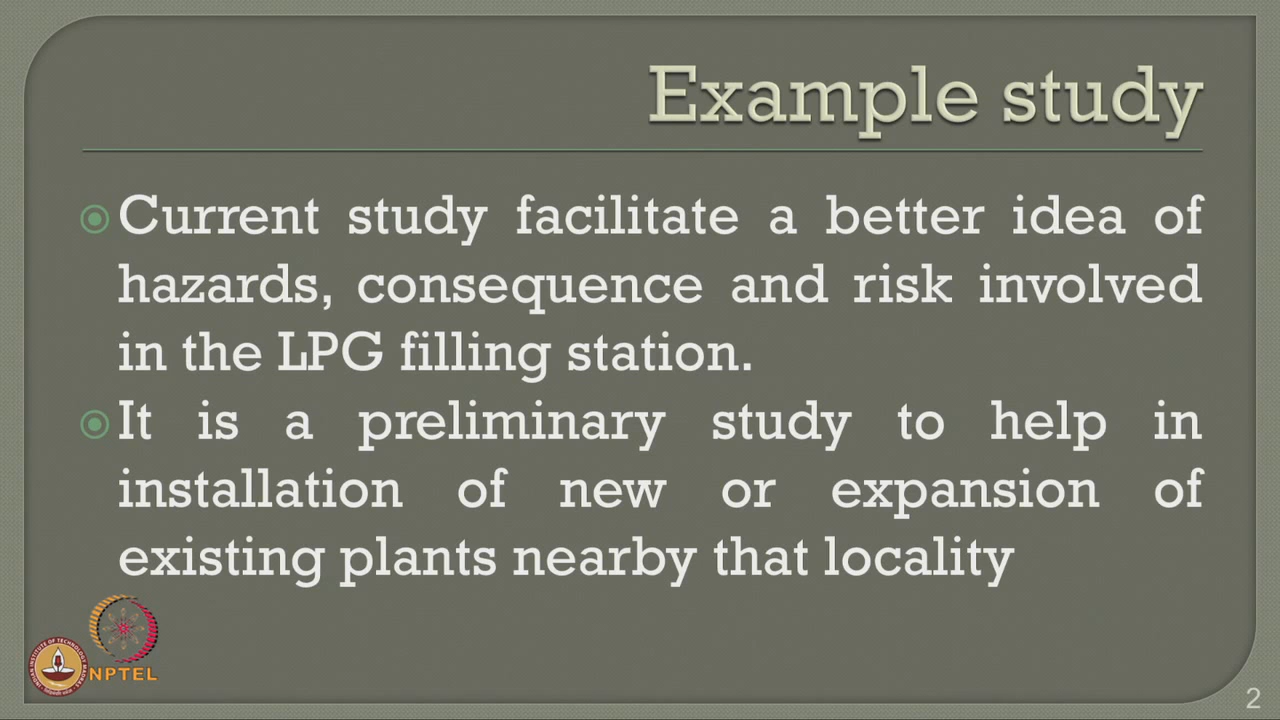 Example study
Current study facilitate a better idea of
hazards, consequence and risk involved
in the LPG filling station.
It is a preliminary study to help in
installation of new or expansion of
existing plants nearby that locality
NPTEL
2